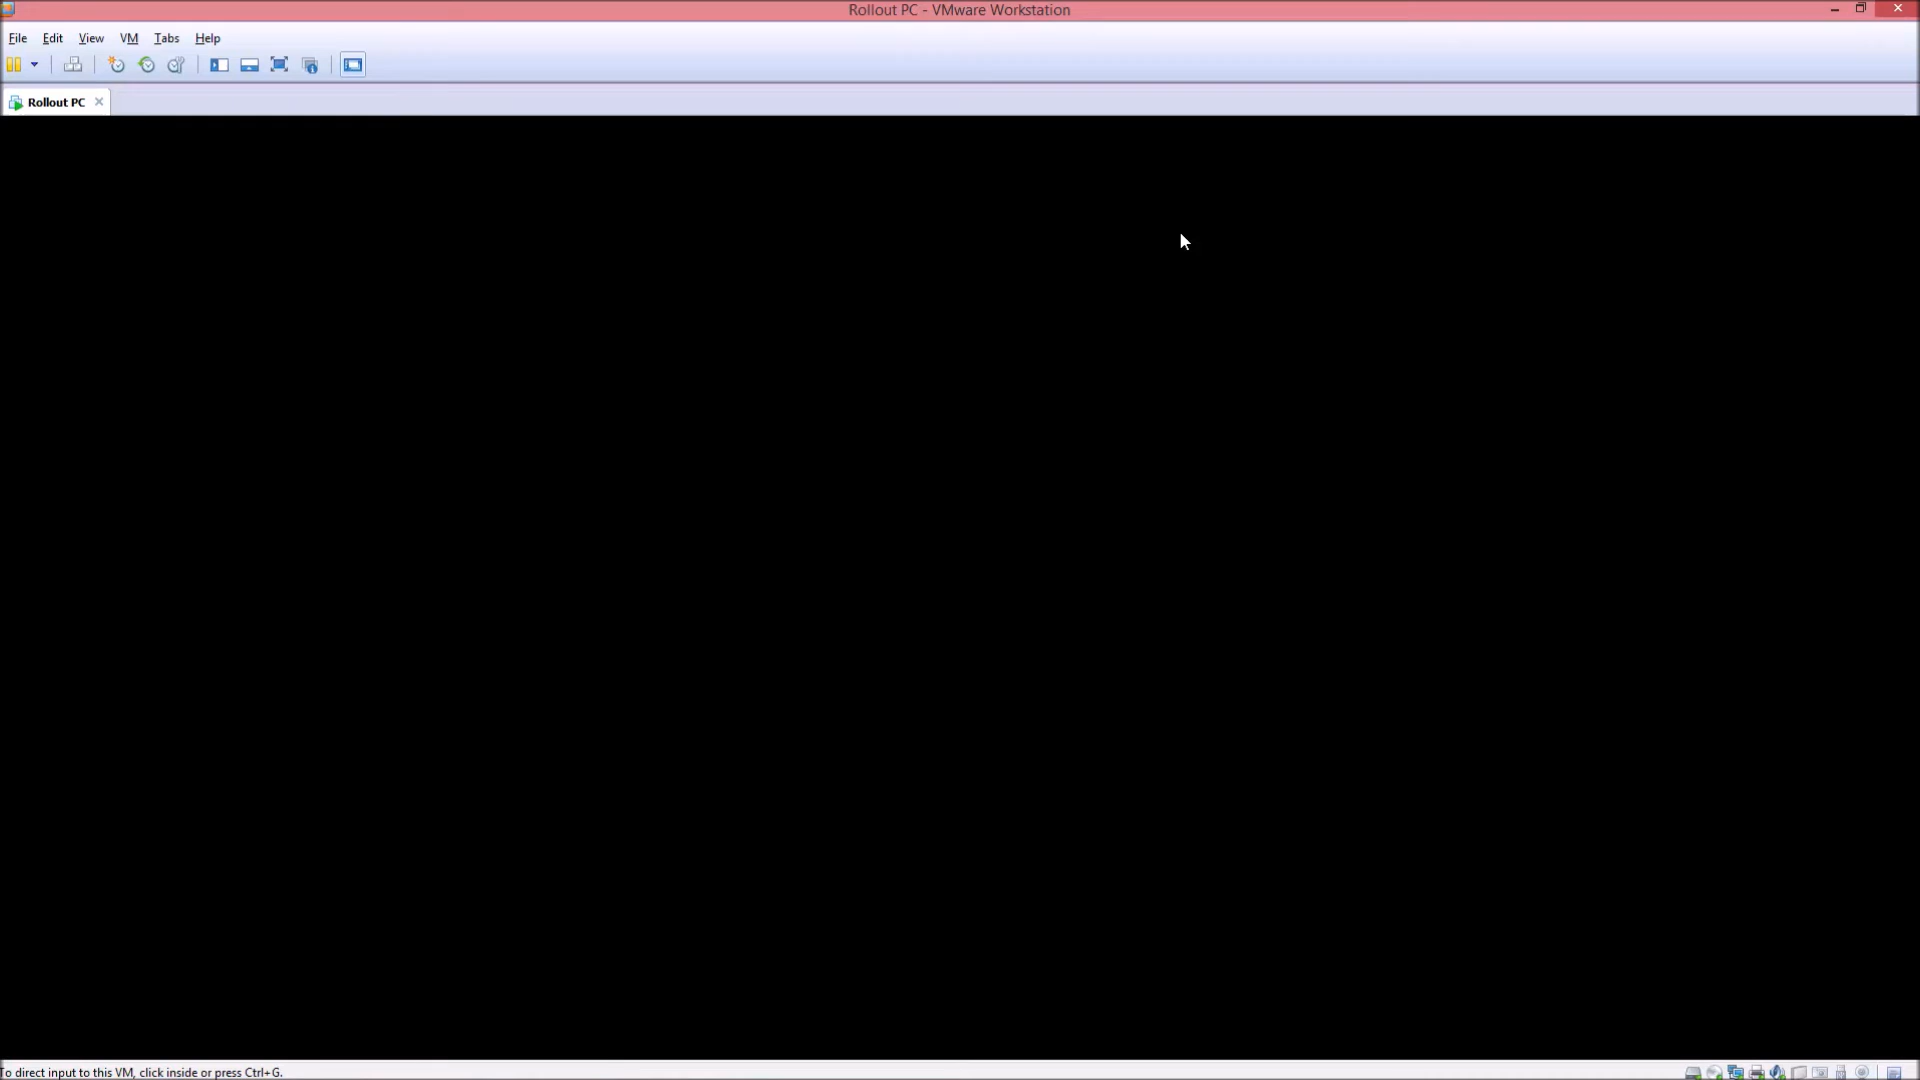 Rollout PC - VMware Workstation
File Edit View VM Tabs Help
Rollout PC
To direct input to this VM, click inside or press Ctrl+G.